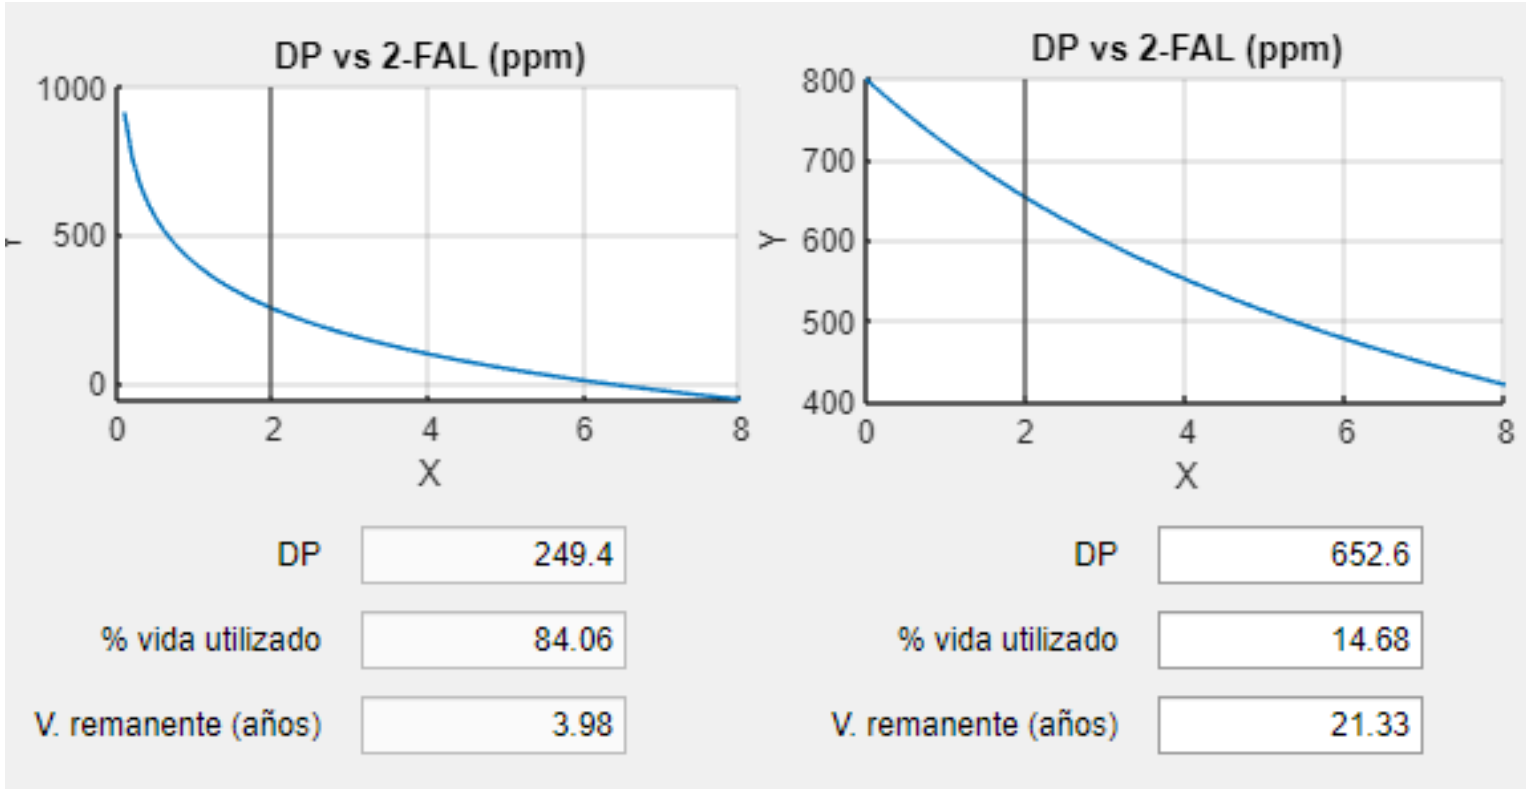 DP vs 2-FAL (ppm)
1000
500
0
0 2 4 6 8
X
DP 249.4
% vida utilizado 84.06
V. remanente (años) 3.98
DP vs 2-FAL (ppm)
800
700
Y
600
500
400
0 2 4 6 8
X
DP 652.6
% vida utilizado 14.68
V. remanente (años) 21.33